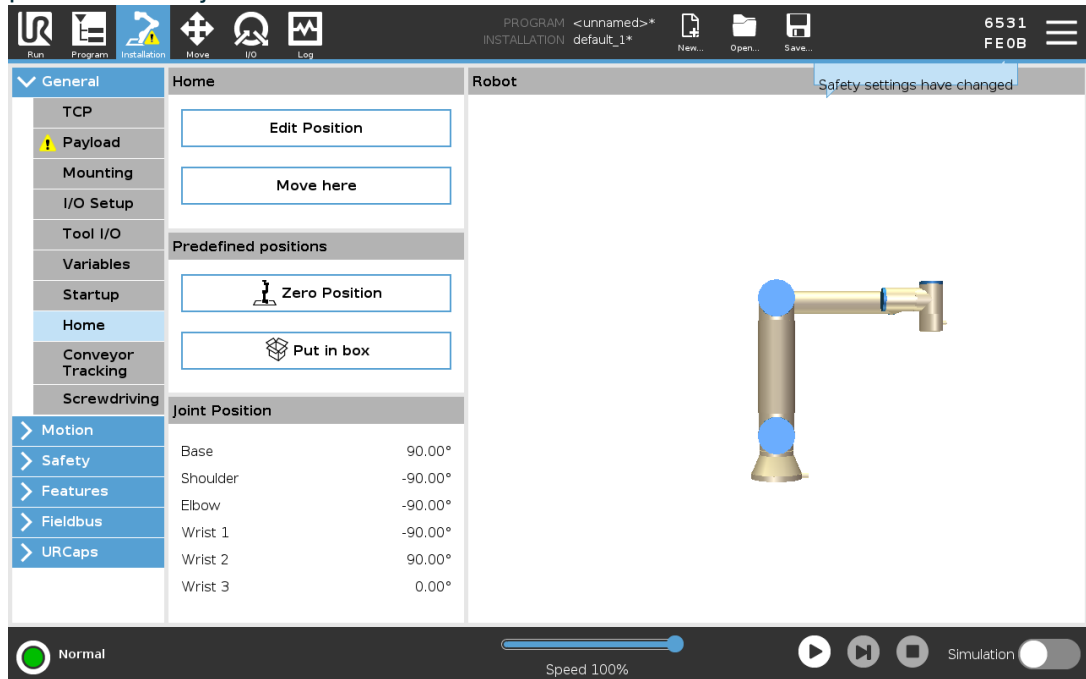 PROGRAM <unnamed>*
INSTALLATION default_1*
Run
Program
Installation
Move
I/O
Log
New...
Open...
Save...
6531
FE0B
General
TCP
Payload
Mounting
I/O Setup
Tool I/O
Variables
Startup
Home
Conveyor
Tracking
Screwdriving
Motion
Safety
Features
Fieldbus
URCaps
Home
Edit Position
Move here
Predefined positions
Zero Position
Put in box
Joint Position
Base 90.00°
Shoulder -90.00°
Elbow -90.00°
Wrist 1 -90.00°
Wrist 2 90.00°
Wrist 3 0.00°
Robot
Safety settings have changed
Normal
Speed 100%
Simulation